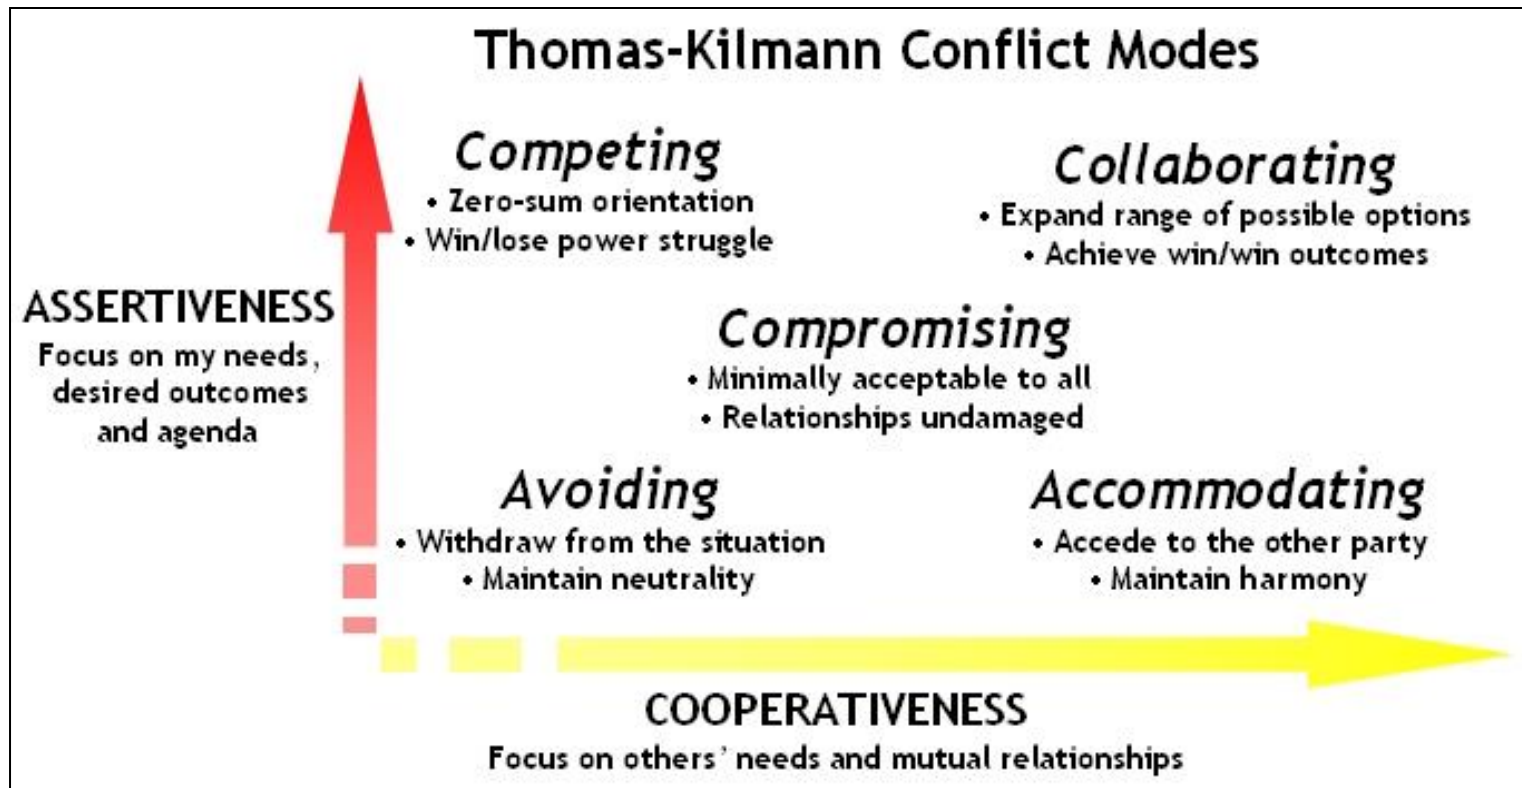 Thomas-Kilmann Conflict Modes
Competing
• Zero-sum orientation
• Win/lose power struggle
Collaborating
• Expand range of possible options
• Achieve win/win outcomes
ASSERTIVENESS
Focus on my needs,
desired outcomes
and agenda
Compromising
• Minimally acceptable to all
• Relationships undamaged
Avoiding
• Withdraw from the situation
• Maintain neutrality
Accommodating
• Accede to the other party
• Maintain harmony
COOPERATIVENESS
Focus on others’ needs and mutual relationships